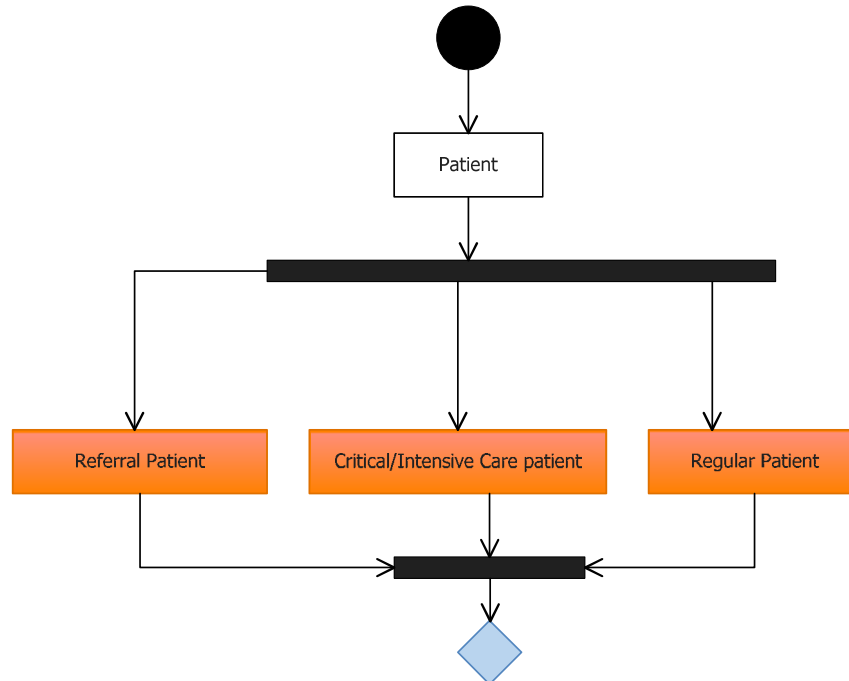 Patient
Referral Patient
Critical/Intensive Care patient
Regular Patient